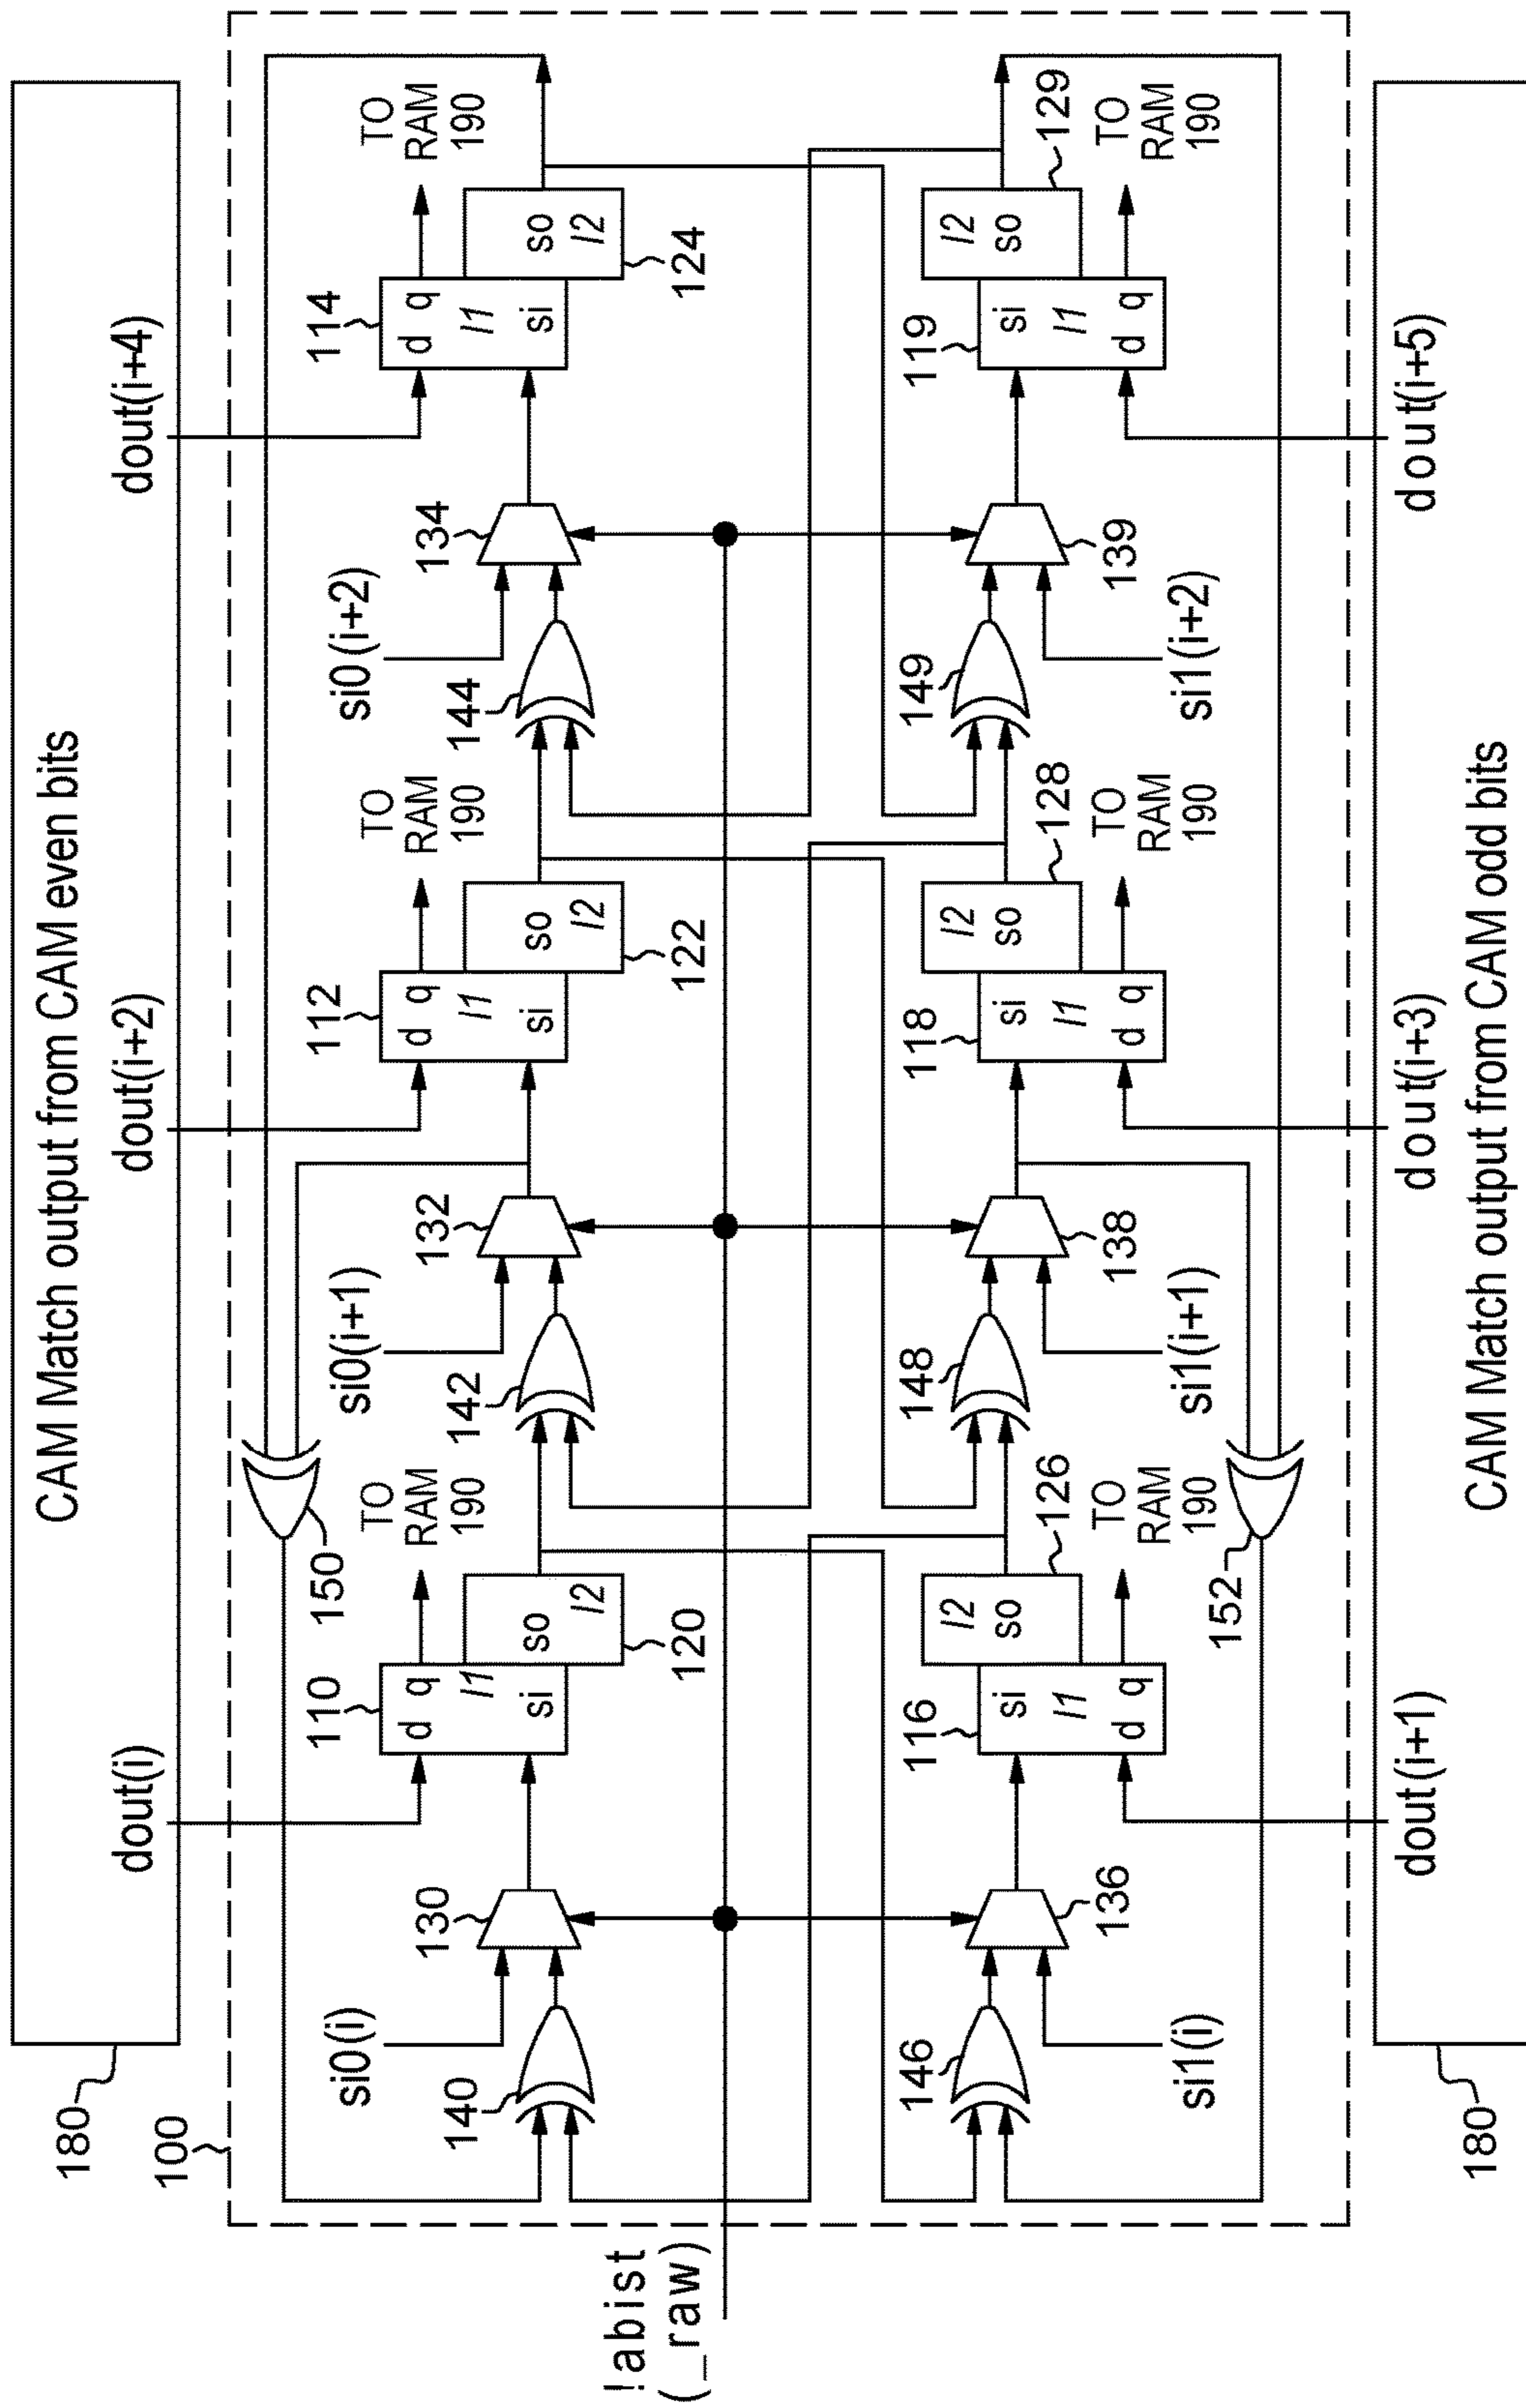 CAM Match output from CAM even bits
180
100
dout(i)
dout(i+2)
dout(i+4)
150
110
d q
l1
si
so
l2
120
TO
RAM
190
112
d q
l1
si
so
l2
122
TO
RAM
190
114
d q
l1
si
so
l2
124
TO
RAM
190
si0(i)
130
140
si0(i+1)
132
142
si0(i+2)
134
144
!abist
(_raw)
146
136
si1(i)
148
138
si1(i+1)
149
139
si1(i+2)
116
si
l1
d q
l2
so
126
TO
RAM
190
118
si
l1
d q
l2
so
128
TO
RAM
190
119
si
l1
d q
l2
so
129
TO
RAM
190
152
dout(i+1)
dout(i+3)
dout(i+5)
CAM Match output from CAM odd bits
180